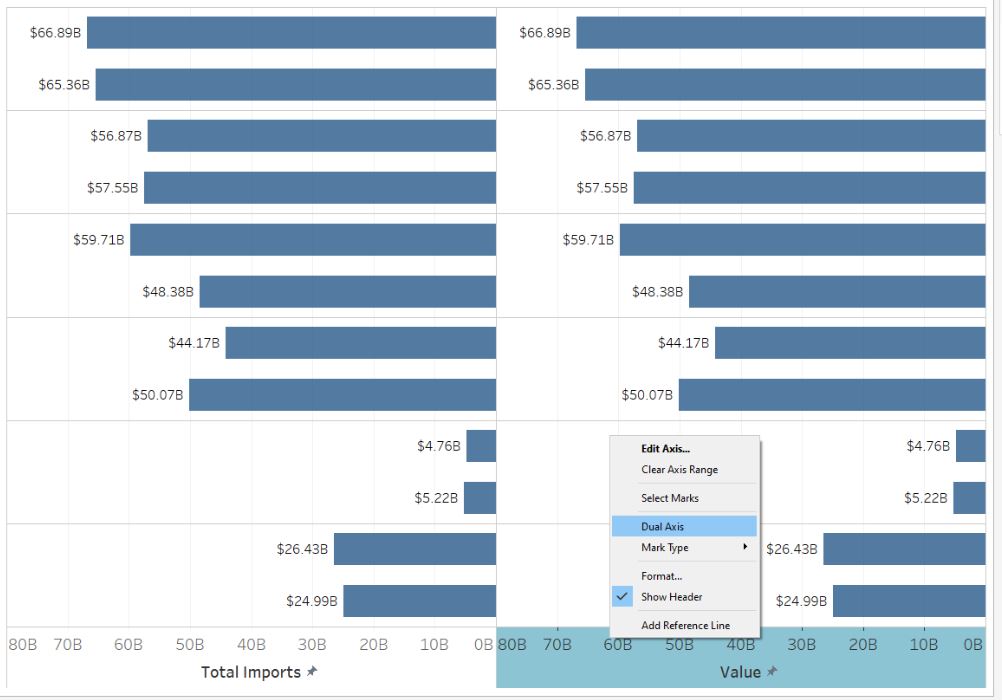 $66.89B $66.89B
$65.36B $65.36B
$56.87B $56.87B
$57.55B $57.55B
$59.71B $59.71B
$48.38B $48.38B
$44.17B $44.17B
$50.07B $50.07B
$4.76B $4.76B
$5.22B $5.22B
$26.43B $26.43B
$24.99B $24.99B
Edit Axis...
Clear Axis Range
Select Marks
Dual Axis
Mark Type
Format...
Show Header
Add Reference Line
80B 70B 60B 50B 40B 30B 20B 10B 0B 80B 70B 60B 50B 40B 30B 20B 10B 0B
Total Imports Value